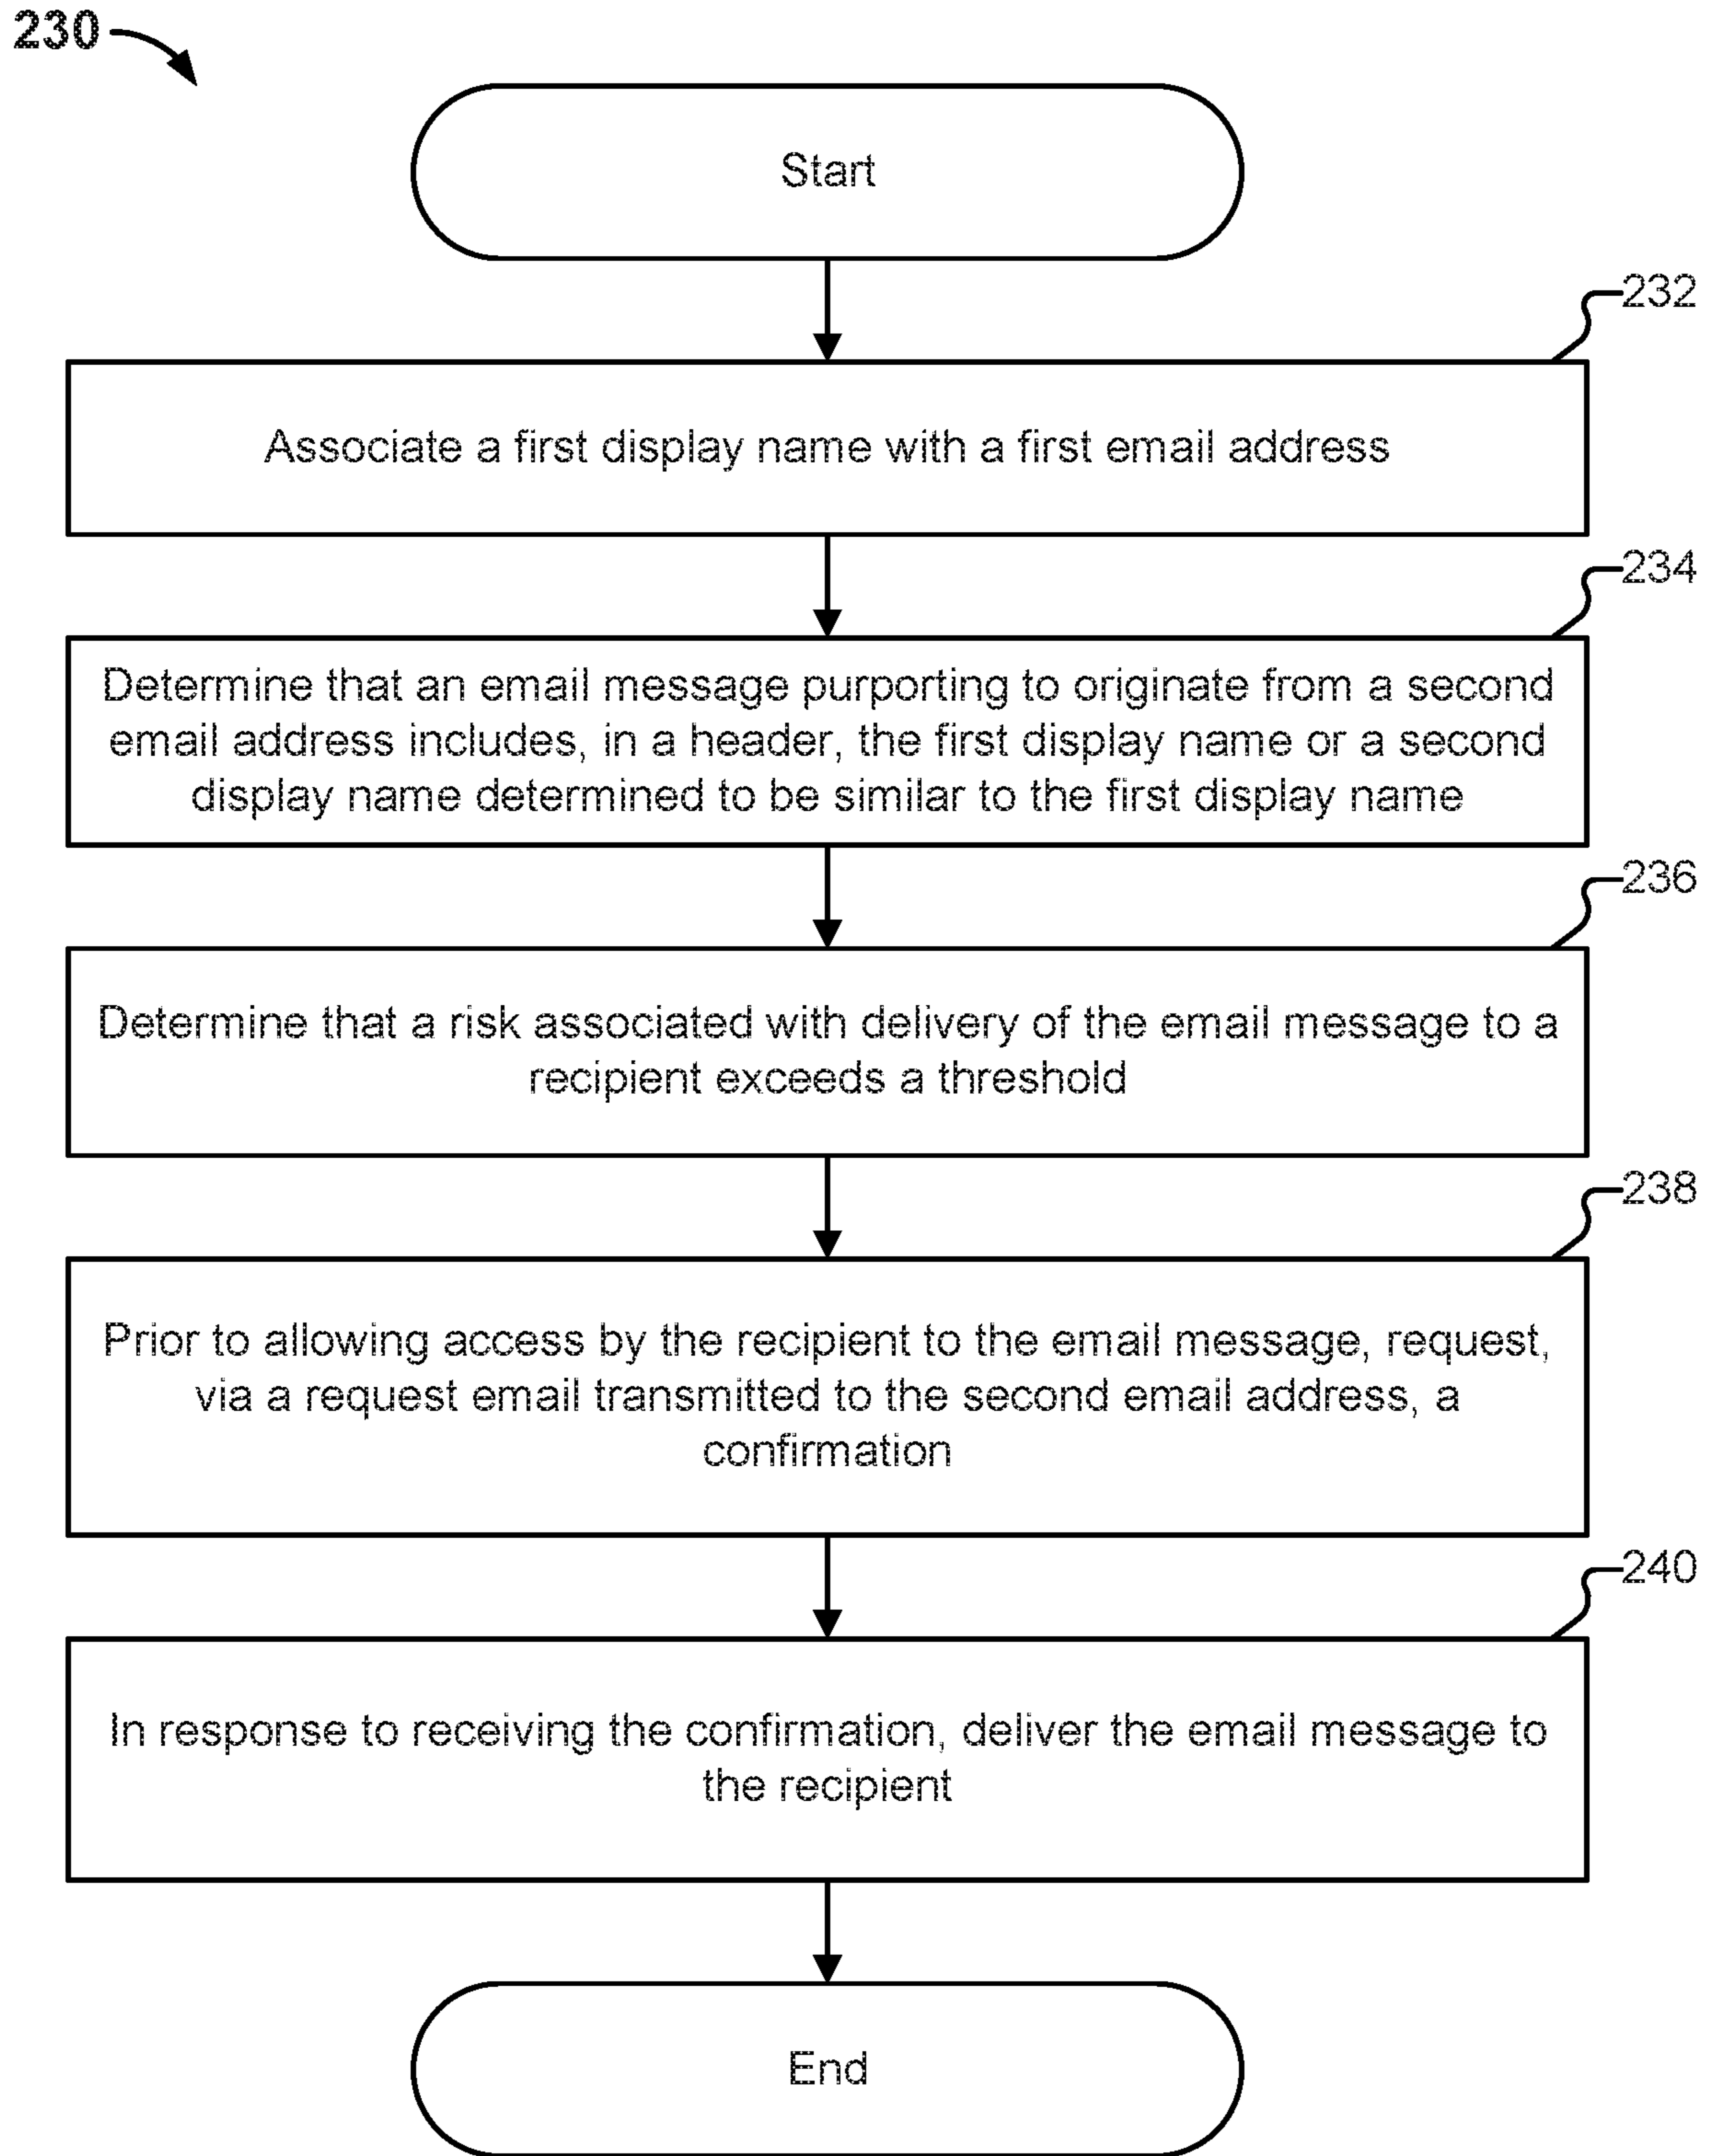 230
Start
232
Associate a first display name with a first email address
234
Determine that an email message purporting to originate from a second
email address includes, in a header, the first display name or a second
display name determined to be similar to the first display name
236
Determine that a risk associated with delivery of the email message to a
recipient exceeds a threshold
238
Prior to allowing access by the recipient to the email message, request,
via a request email transmitted to the second email address, a
confirmation
240
In response to receiving the confirmation, deliver the email message to
the recipient
End